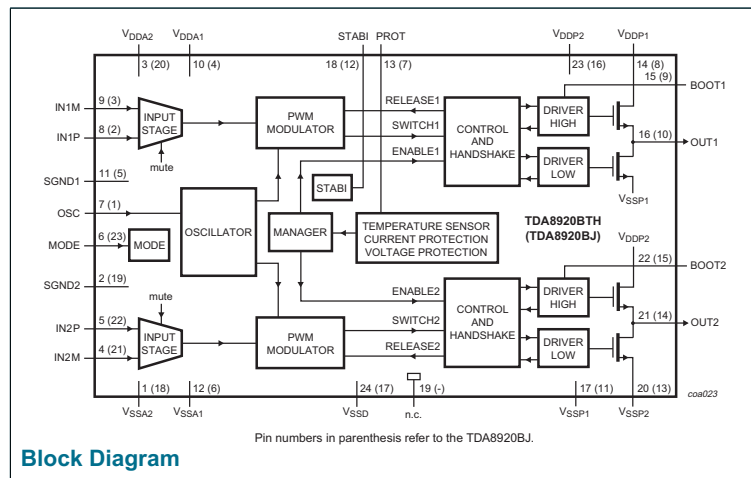 VDDA2
VDDA1
STABI
PROT
VDDP2
VDDP1
3 (20)
10 (4)
18 (12)
13 (7)
23 (16)
14 (8)
15 (9)
BOOT1
IN1M
9 (3)
INPUT
STAGE
PWM
MODULATOR
RELEASE1
SWITCH1
ENABLE1
CONTROL
AND
HANDSHAKE
DRIVER
HIGH
DRIVER
LOW
IN1P
8 (2)
mute
16 (10)
OUT1
VSSP1
SGND1
11 (5)
STABI
OSC
7 (1)
OSCILLATOR
MANAGER
TEMPERATURE SENSOR
CURRENT PROTECTION
VOLTAGE PROTECTION
TDA8920BTH
(TDA8920BJ)
MODE
6 (23)
MODE
VDDP2
22 (15)
BOOT2
SGND2
2 (19)
mute
ENABLE2
SWITCH2
RELEASE2
CONTROL
AND
HANDSHAKE
DRIVER
HIGH
DRIVER
LOW
21 (14)
OUT2
IN2P
5 (22)
INPUT
STAGE
PWM
MODULATOR
IN2M
4 (21)
1 (18)
12 (6)
24 (17)
19 (-)
17 (11)
20 (13)
coa023
VSSA2
VSSA1
VSSD
n.c.
VSSP1
VSSP2
Pin numbers in parenthesis refer to the TDA8920BJ.
Block Diagram